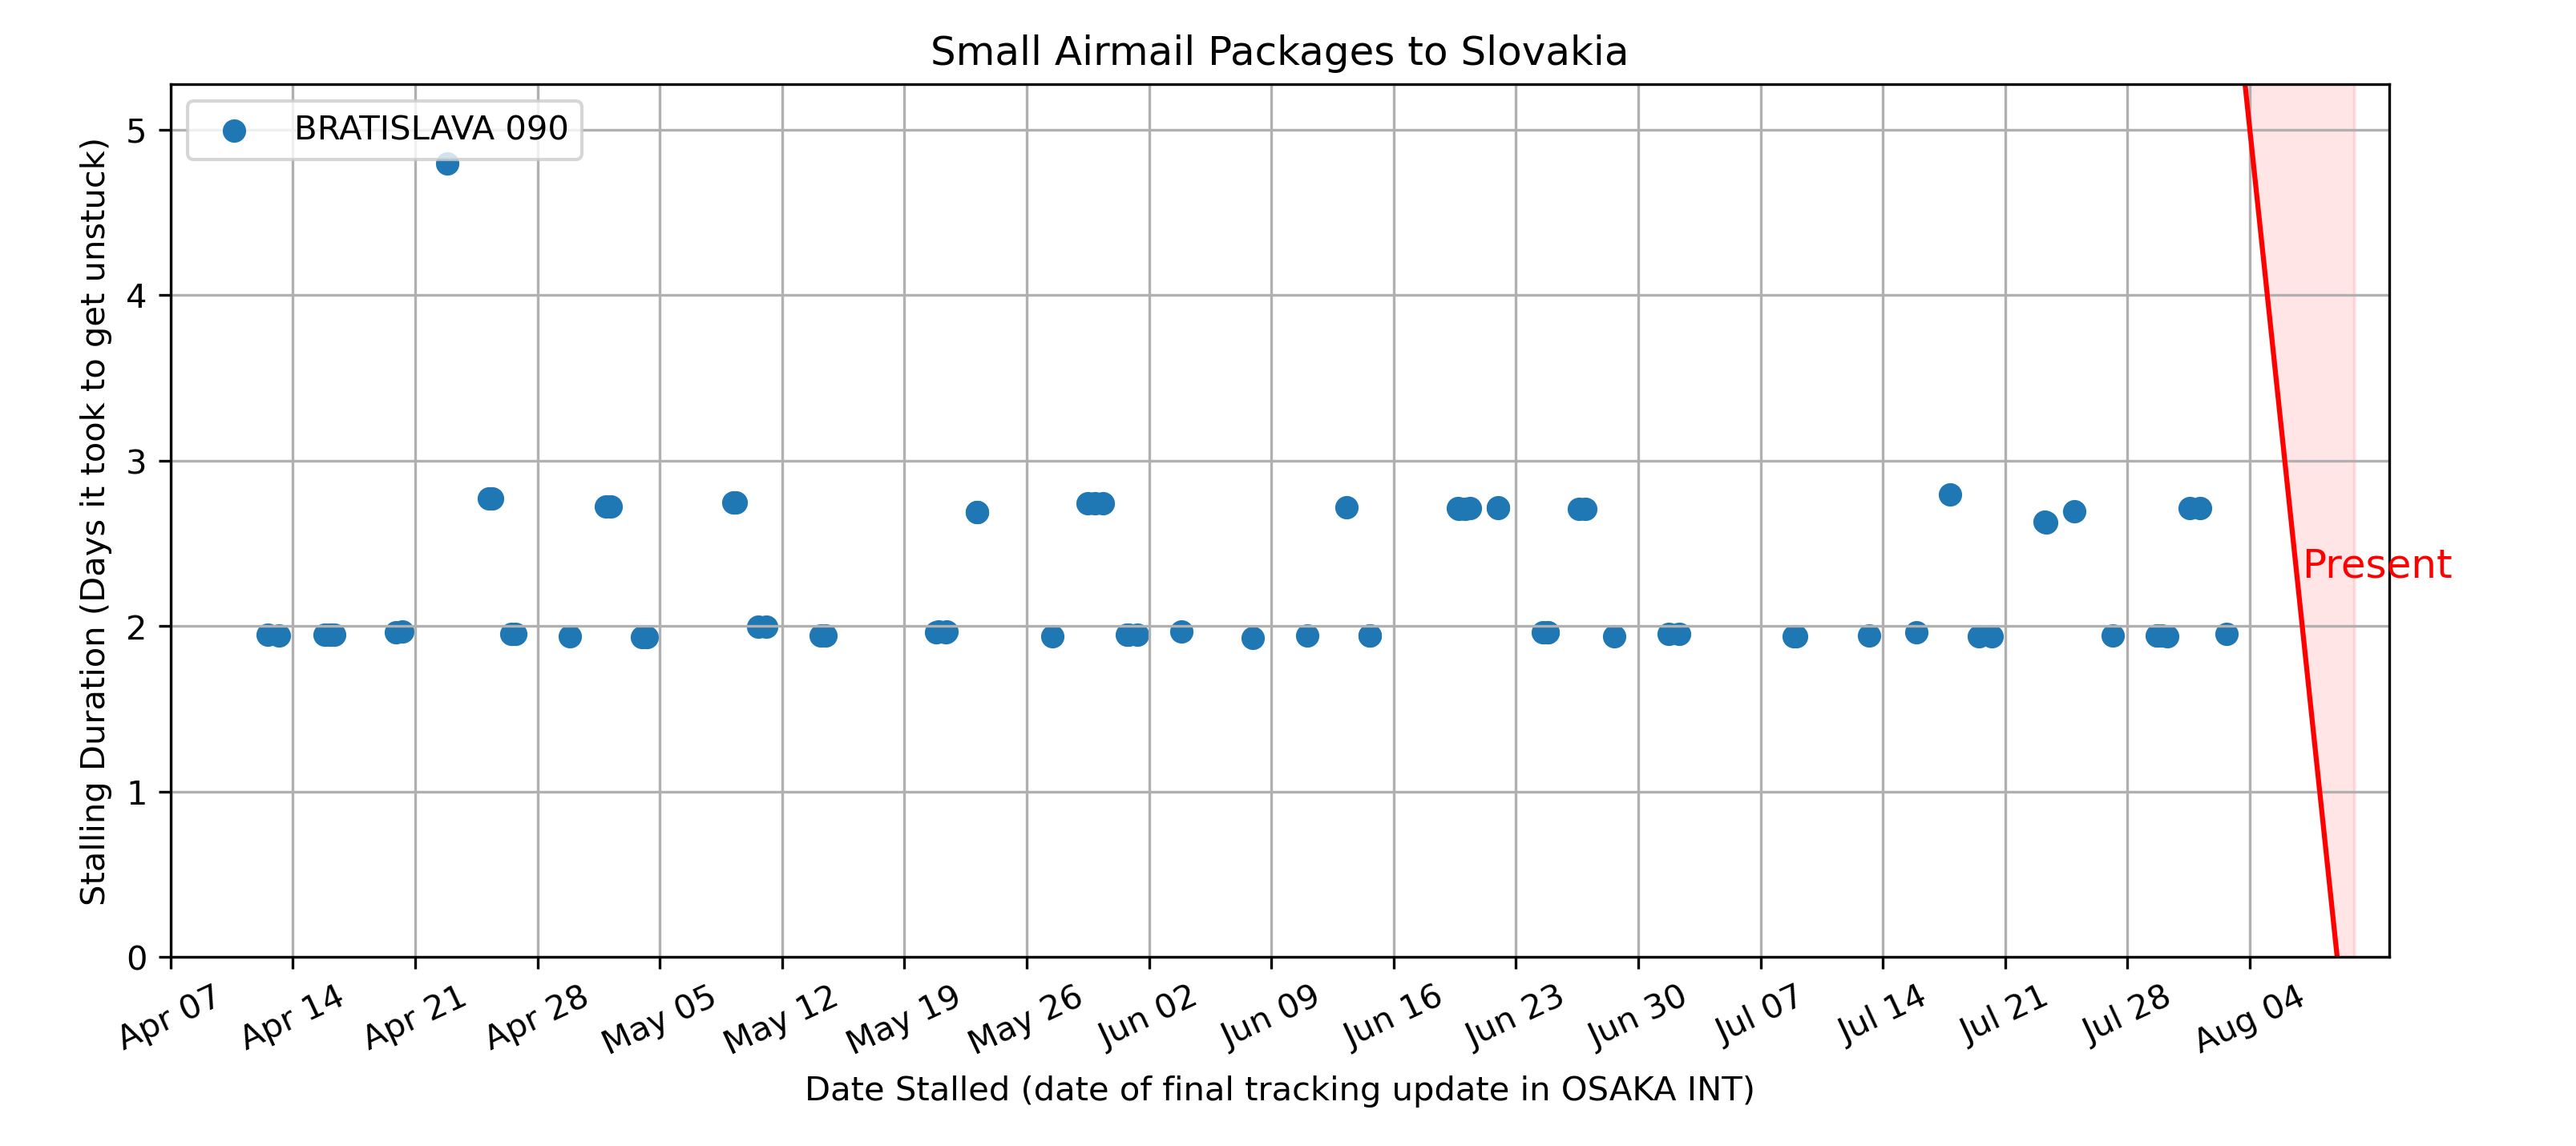 Small Airmail Packages to Slovakia
BRATISLAVA 090
Stalling Duration (Days it took to get unstuck)
5
4
3
2
1
0
Present
Apr 07
Apr 14
Apr 21
Apr 28
May 05
May 12
May 19
May 26
Jun 02
Jun 09
Jun 16
Jun 23
Jun 30
Jul 07
Jul 14
Jul 21
Jul 28
Aug 04
Date Stalled (date of final tracking update in OSAKA INT)